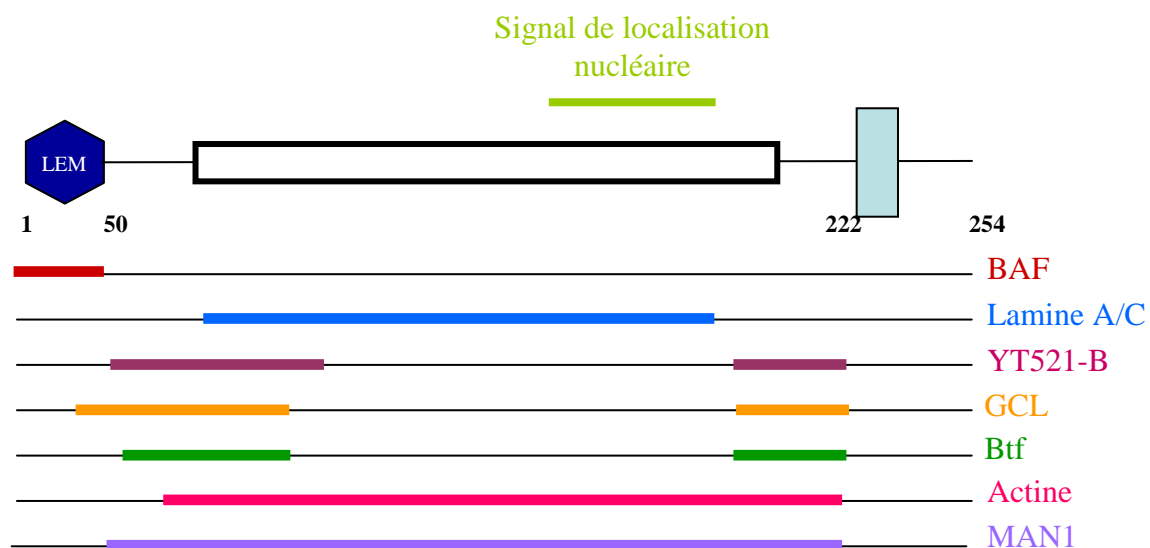 Signal de localisation
nucléaire
LEM
1 50 222 254
BAF
Lamine A/C
YT521-B
GCL
Btf
Actine
MAN1